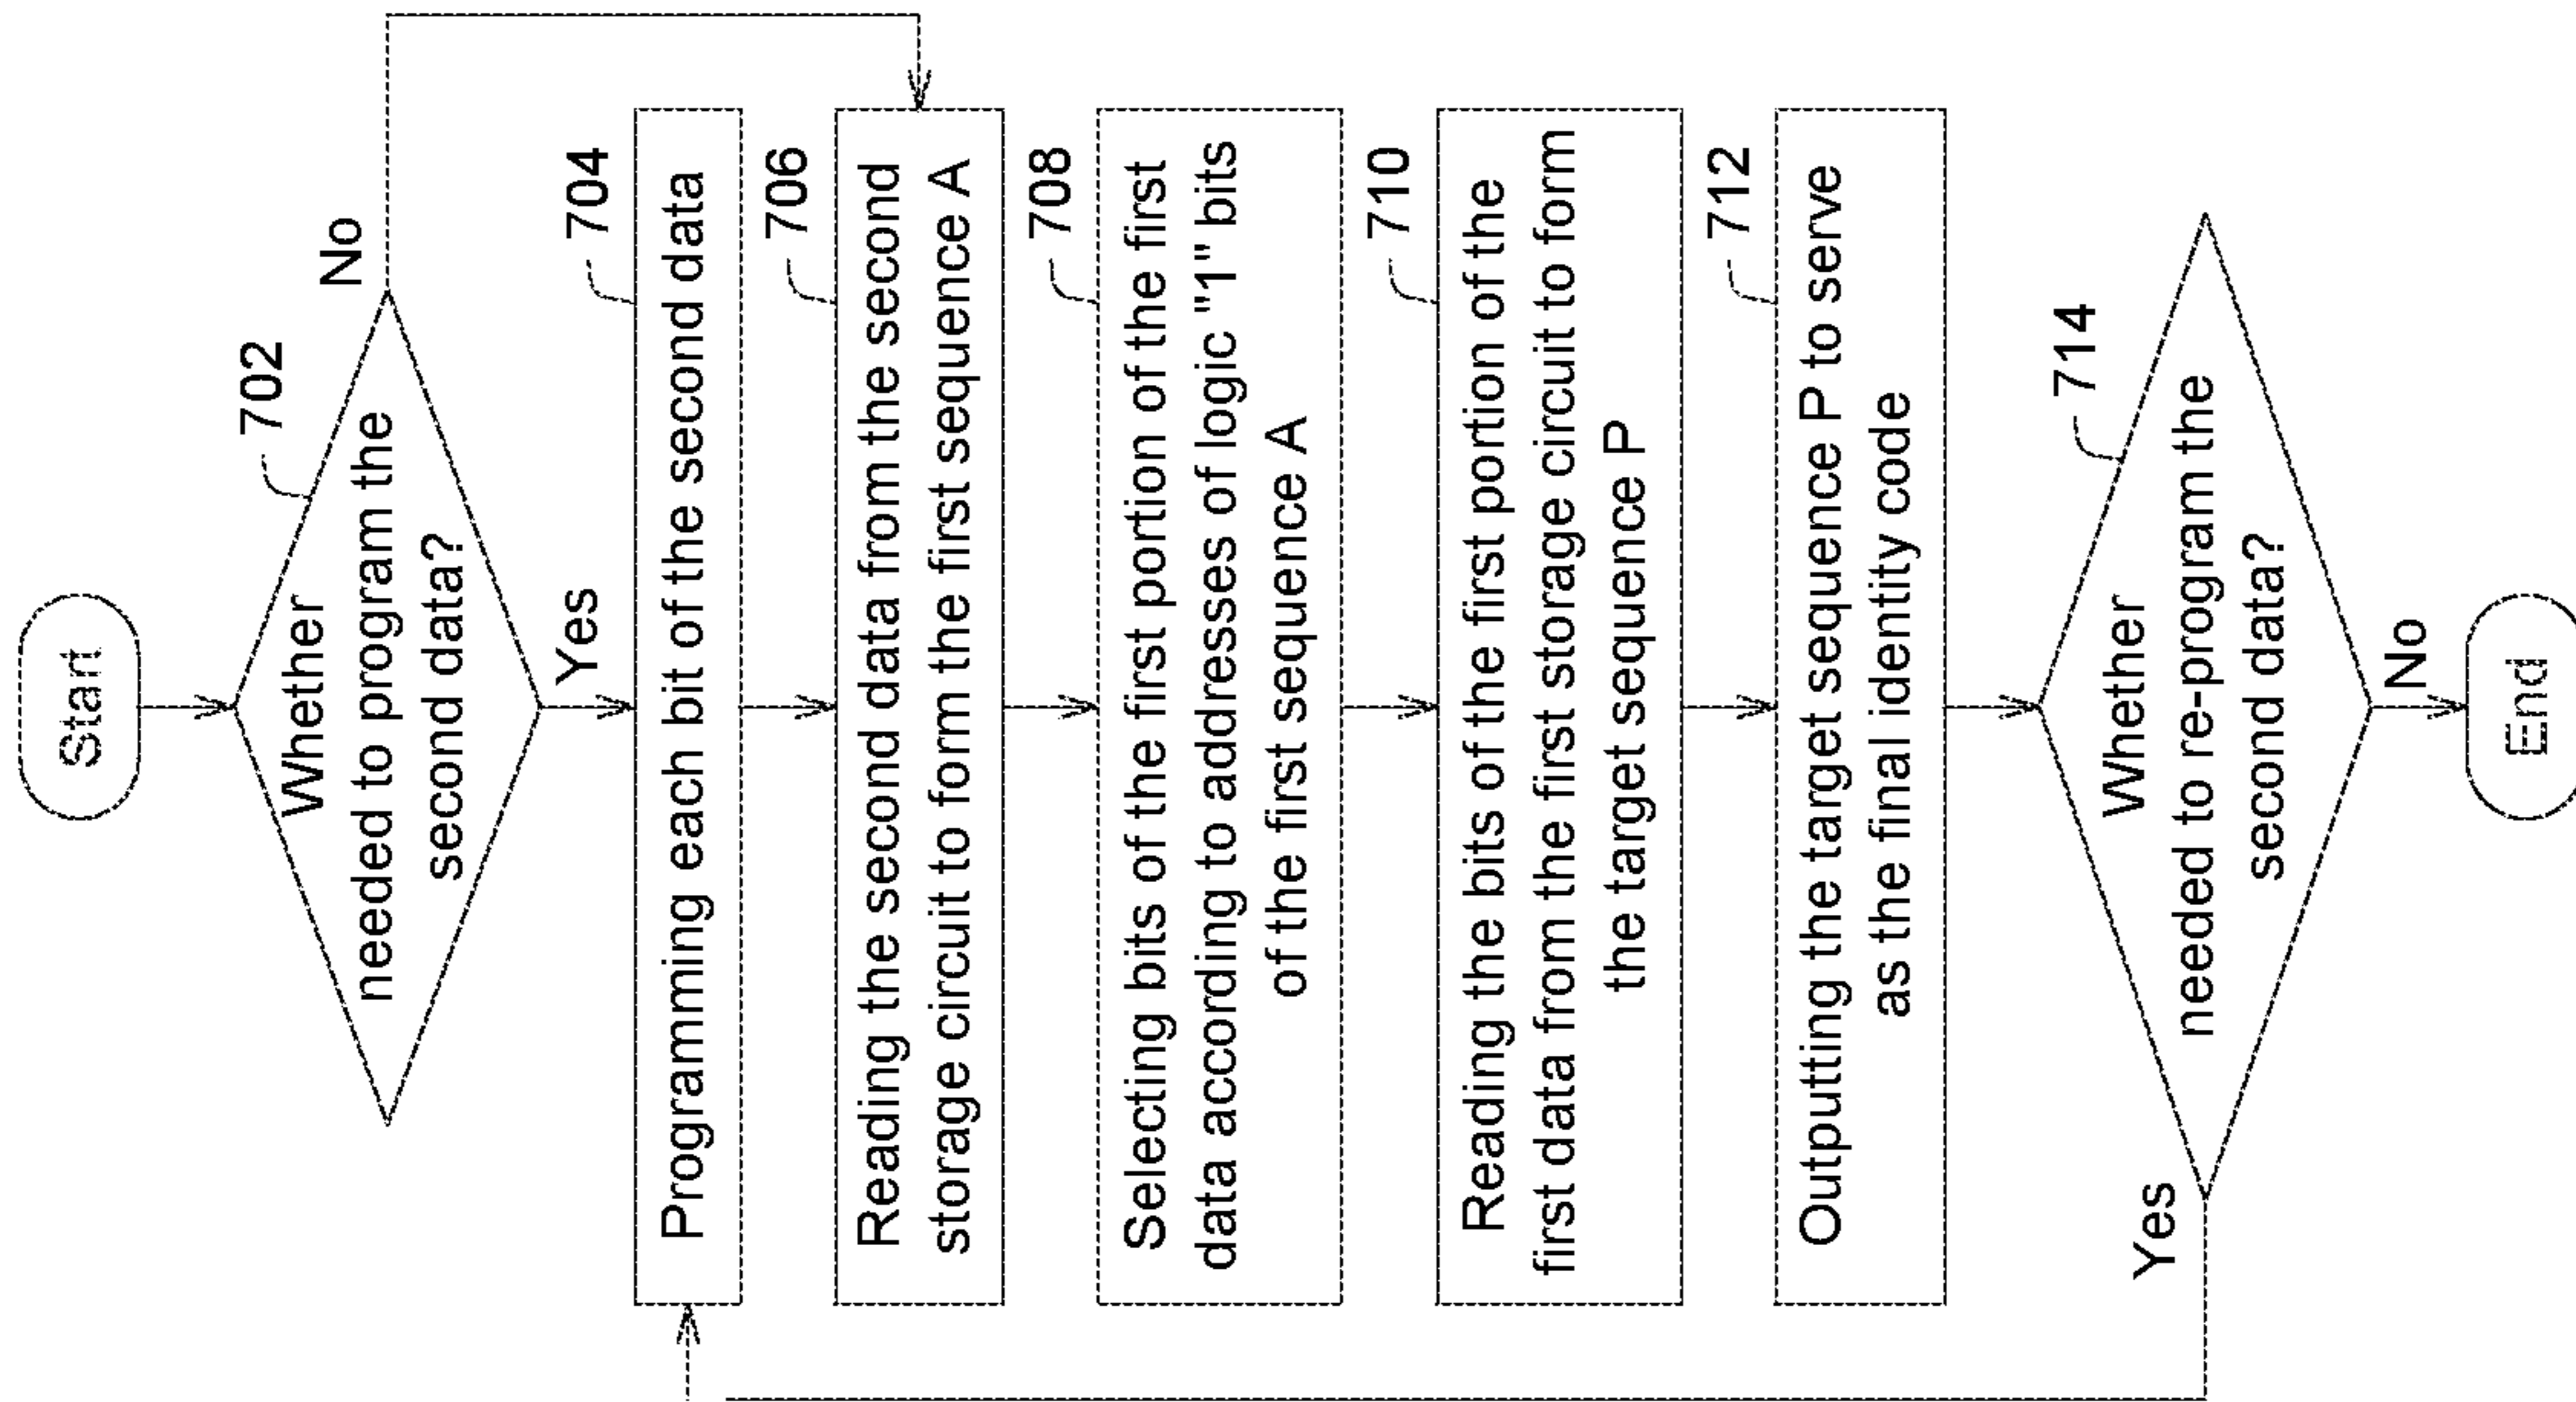 Start
702
Whether
needed to program the
second data?
No
Yes
704
Programming each bit of the second data
706
Reading the second data from the second
storage circuit to form the first sequence A
708
Selecting bits of the first portion of the first
data according to addresses of logic "1" bits
of the first sequence A
710
Reading the bits of the first portion of the
first data from the first storage circuit to form
the target sequence P
712
Outputting the target sequence P to serve
as the final identity code
714
Whether
needed to re-program the
second data?
Yes
No
End